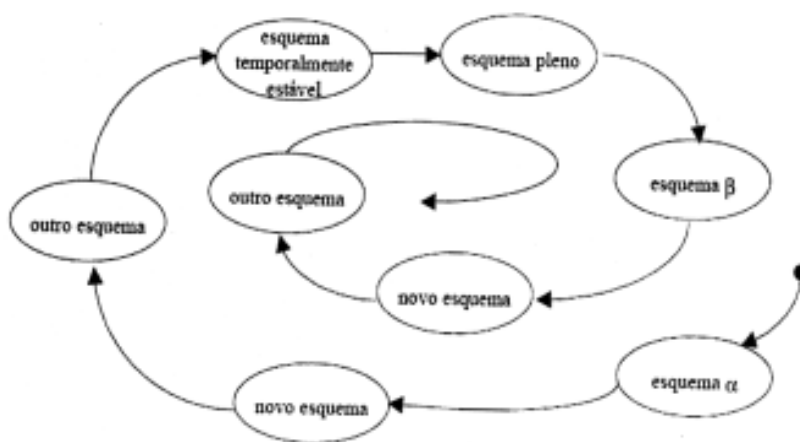 esquema
temporalmente
estável
esquema pleno
outro esquema
esquema β
outro esquema
novo esquema
esquema α
novo esquema